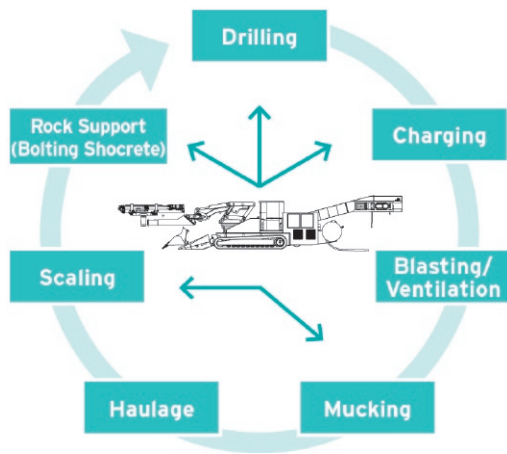 Drilling
Charging
Blasting/
Ventilation
Mucking
Haulage
Scaling
Rock Support
(Bolting Shocrete)